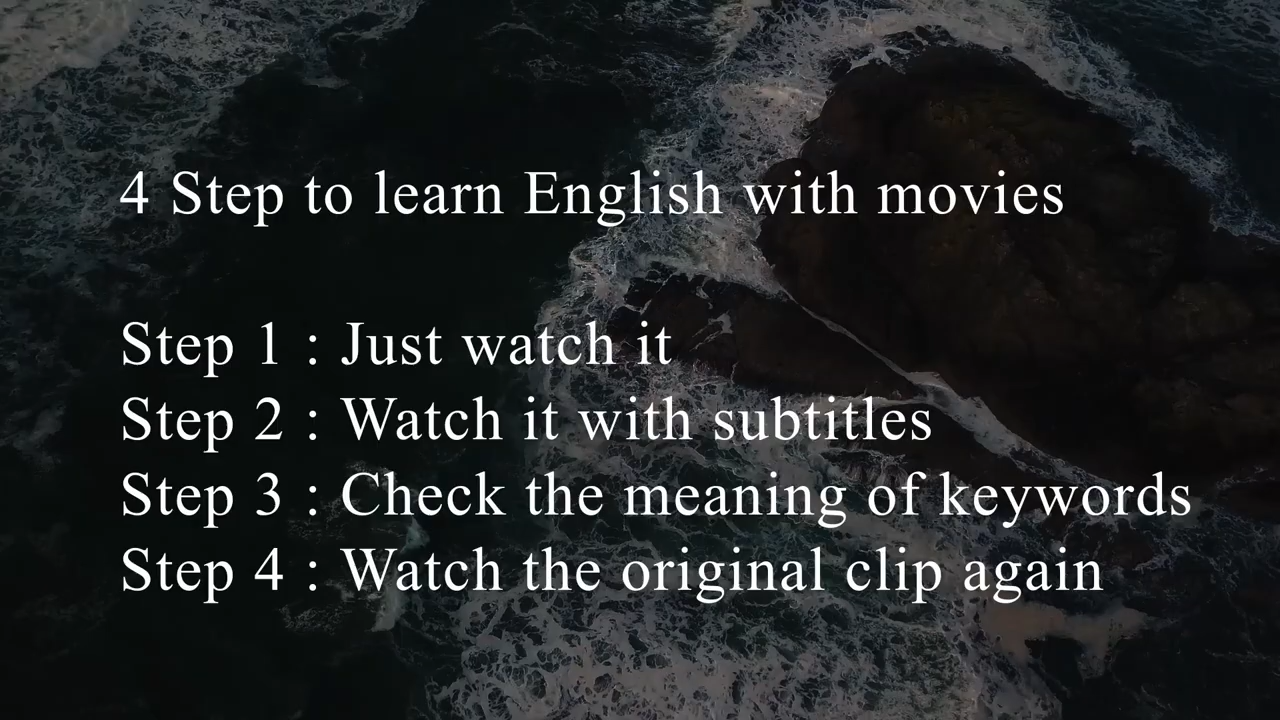 4 Step to learn English with movies
Step 1 : Just watch it
Step 2 : Watch it with subtitles
Step 3 : Check the meaning of keywords
Step 4 : Watch the original clip again